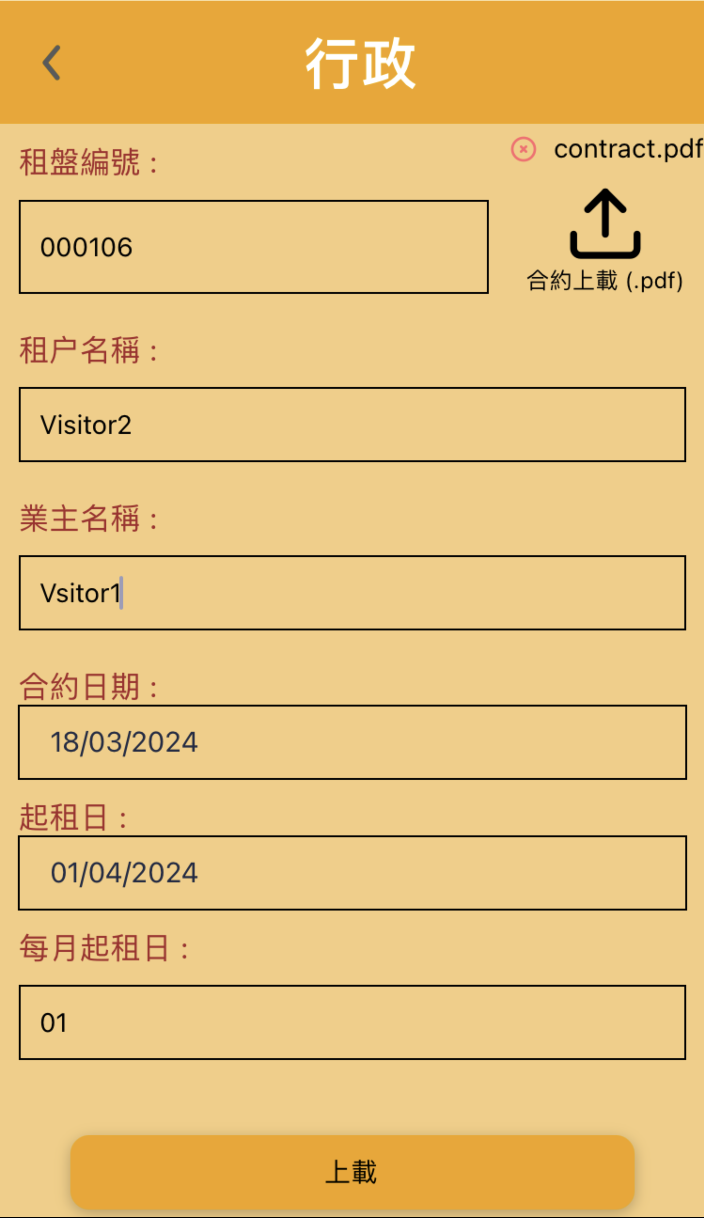 行政
租盤編號：
contract.pdf
000106
合約上載 (.pdf)
租户名稱：
Visitor2
業主名稱：
Vsitor1
合約日期：
18/03/2024
起租日：
01/04/2024
每月起租日：
01
上載